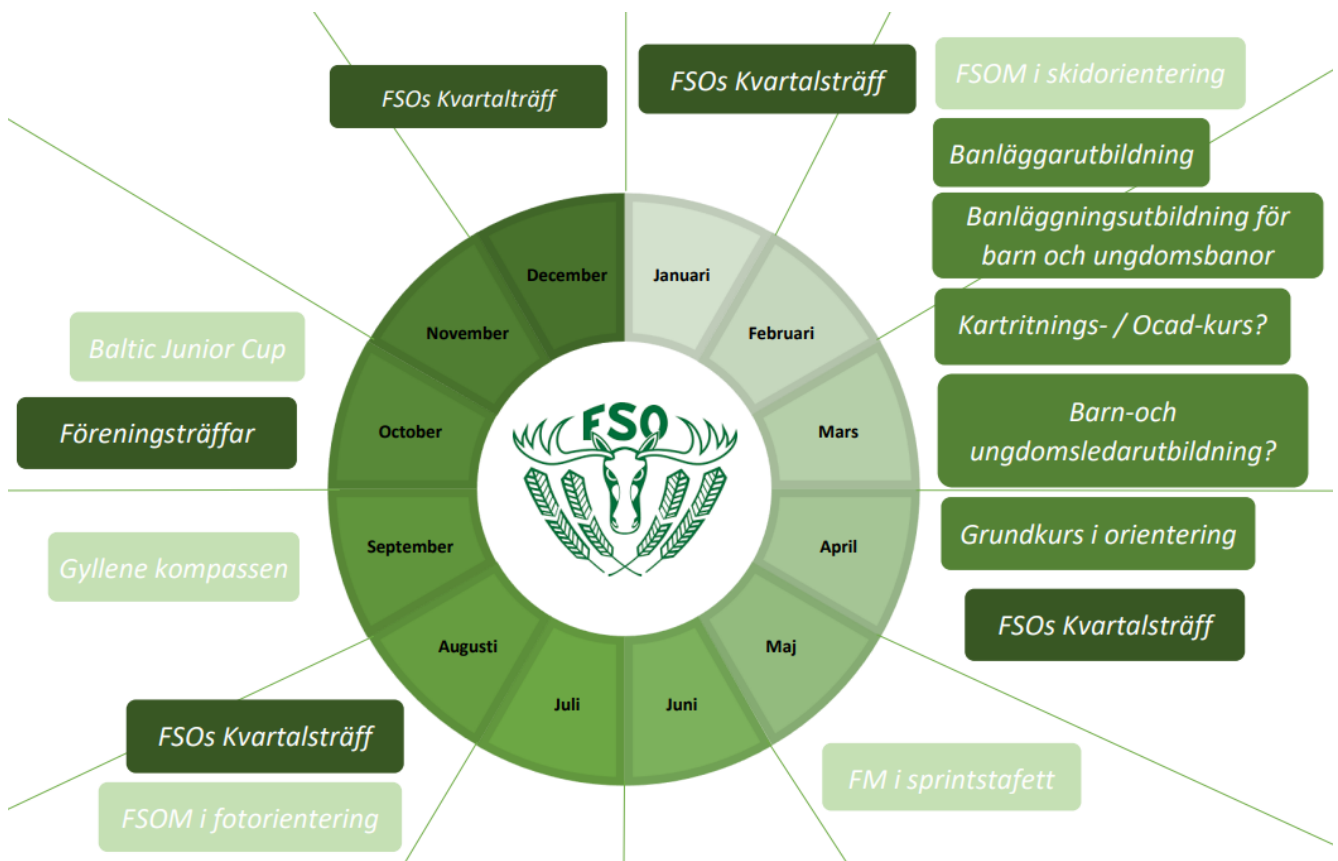 FSOs Kvartalträff
FSOs Kvartalsträff
FSOM i skidorientering
Banläggarutbildning
Banläggningsutbildning för
barn och ungdomsbanor
Kartritnings- / Ocad-kurs?
Barn-och
ungdomsledarutbildning?
Grundkurs i orientering
FSOs Kvartalsträff
FM i sprintstafett
FSOs Kvartalsträff
FSOM i fotorientering
Gyllene kompassen
Baltic Junior Cup
Föreningsträffar
Januari
Februari
Mars
April
Maj
Juni
Juli
Augusti
September
October
November
December
FSO